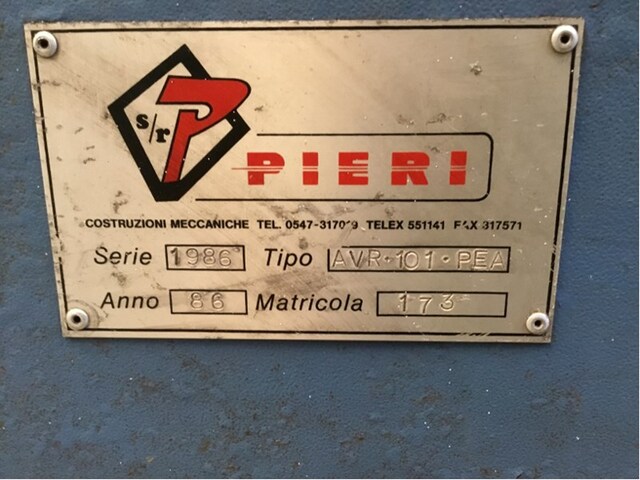 s/r P
PIERI
COSTRUZIONI MECCANICHE TEL. TELEX 551141 FAX 317571
Serie 1986 Tipo AVR-101-PEA
Anno 86 Matricola 173